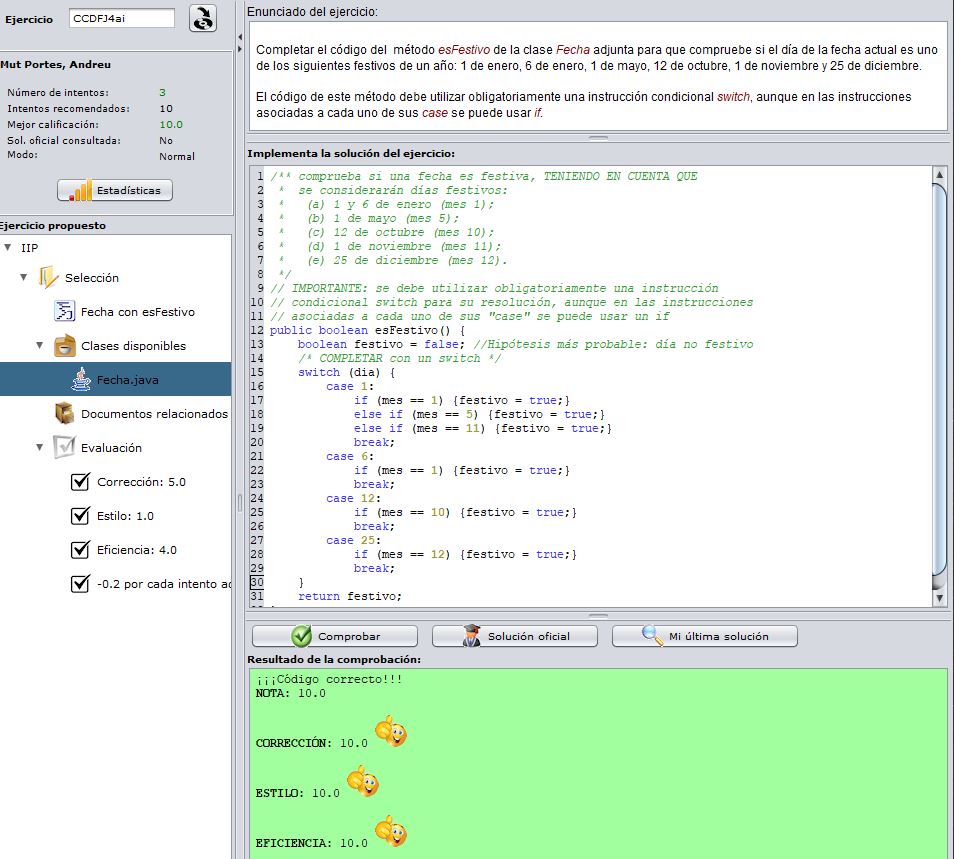 Ejercicio CCDFJ4ai
Mut Portes, Andreu
Número de intentos: 3
Intentos recomendados: 10
Mejor calificación: 10.0
Sol. oficial consultada: No
Modo: Normal
Estadísticas
Ejercicio propuesto
IIP
Selección
Fecha con esFestivo
Clases disponibles
Fecha.java
Documentos relacionados
Evaluación
Corrección: 5.0
Estilo: 1.0
Eficiencia: 4.0
-0.2 por cada intento ad
Enunciado del ejercicio:
Completar el código del método esFestivo de la clase Fecha adjunta para que compruebe si el día de la fecha actual es uno
de los siguientes festivos de un año: 1 de enero, 6 de enero, 1 de mayo, 12 de octubre, 1 de noviembre y 25 de diciembre.
El código de este método debe utilizar obligatoriamente una instrucción condicional switch, aunque en las instrucciones
asociadas a cada uno de sus case se puede usar if.
Implementa la solución del ejercicio:
1 /** comprueba si una fecha es festiva, TENIENDO EN CUENTA QUE
2  *  se considerarán días festivos:
3  *   (a) 1 y 6 de enero (mes 1);
4  *   (b) 1 de mayo (mes 5);
5  *   (c) 12 de octubre (mes 10);
6  *   (d) 1 de noviembre (mes 11);
7  *   (e) 25 de diciembre (mes 12).
8  */
9 // IMPORTANTE: se debe utilizar obligatoriamente una instrucción
10 // condicional switch para su resolución, aunque en las instrucciones
11 // asociadas a cada uno de sus "case" se puede usar un if
12 public boolean esFestivo() {
13     boolean festivo = false; //Hipótesis más probable: día no festivo
14     /* COMPLETAR con un switch */
15     switch (dia) {
16         case 1:
17             if (mes == 1) {festivo = true;}
18             else if (mes == 5) {festivo = true;}
19             else if (mes == 11) {festivo = true;}
20             break;
21         case 6:
22             if (mes == 1) {festivo = true;}
23             break;
24         case 12:
25             if (mes == 10) {festivo = true;}
26             break;
27         case 25:
28             if (mes == 12) {festivo = true;}
29             break;
30     }
31     return festivo;
Comprobar
Solución oficial
Mi última solución
Resultado de la comprobación:
¡¡¡Código correcto!!!
NOTA: 10.0
CORRECCIÓN: 10.0
ESTILO: 10.0
EFICIENCIA: 10.0